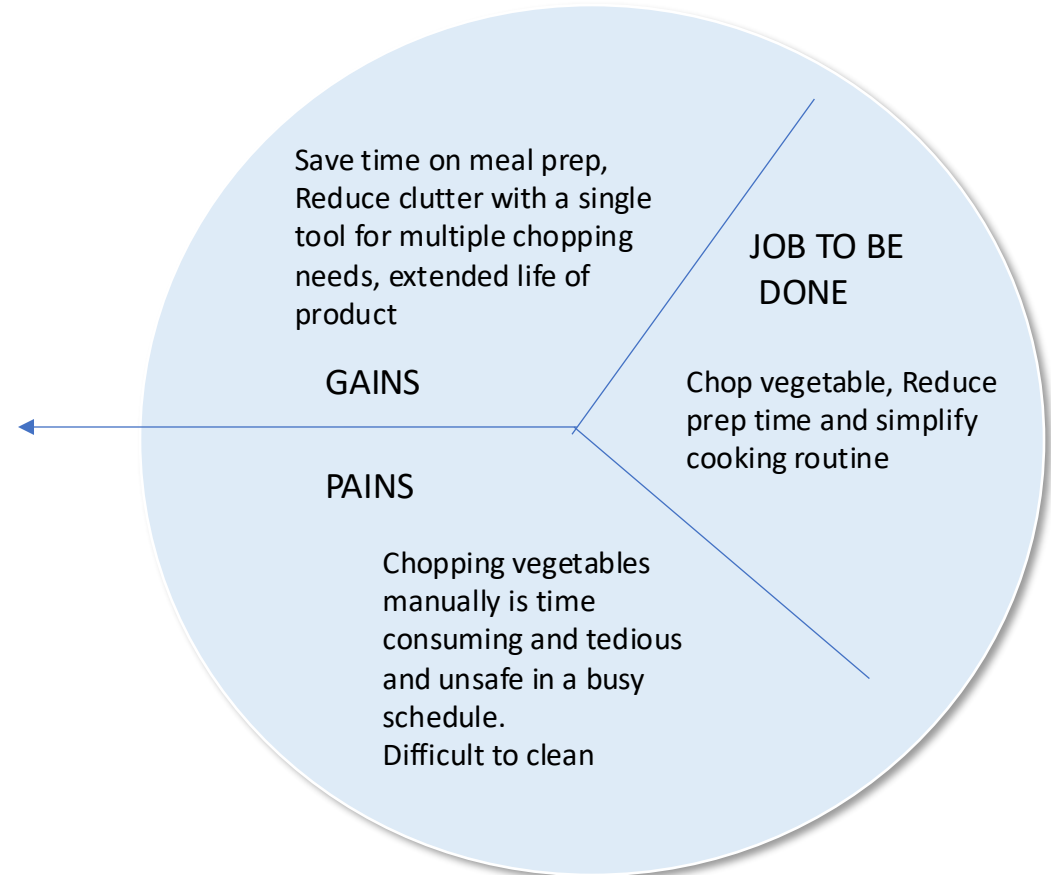 Save time on meal prep,
Reduce clutter with a single
tool for multiple chopping
needs, extended life of
product
GAINS
JOB TO BE
DONE
Chop vegetable, Reduce
prep time and simplify
cooking routine
PAINS
Chopping vegetables
manually is time
consuming and tedious
and unsafe in a busy
schedule.
Difficult to clean